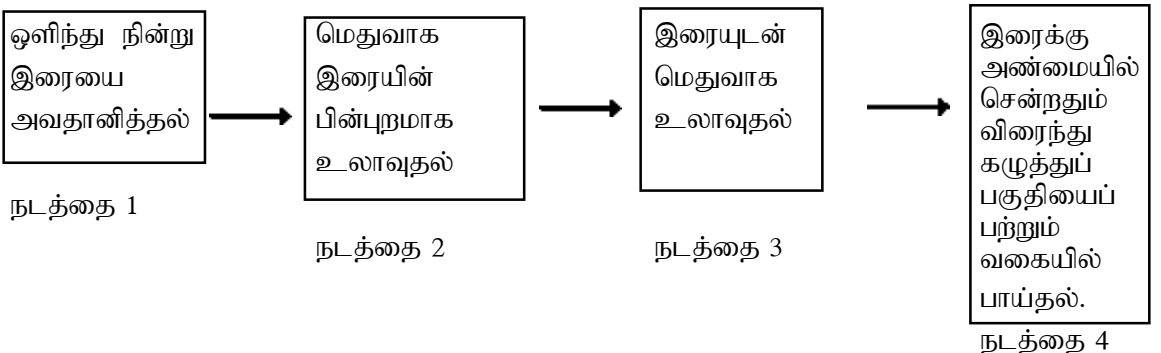 ஒளிந்து நின்று
இரையை
அவதானித்தல்
நடத்தை 1
மெதுவாக
இரையின்
பின்புறமாக
உலாவுதல்
நடத்தை 2
இரையுடன்
மெதுவாக
உலாவுதல்
நடத்தை 3
இரைக்கு
அண்மையில்
சென்றதும்
விரைந்து
கழுத்துப்
பகுதியைப்
பற்றும்
வகையில்
பாய்தல்.
நடத்தை 4